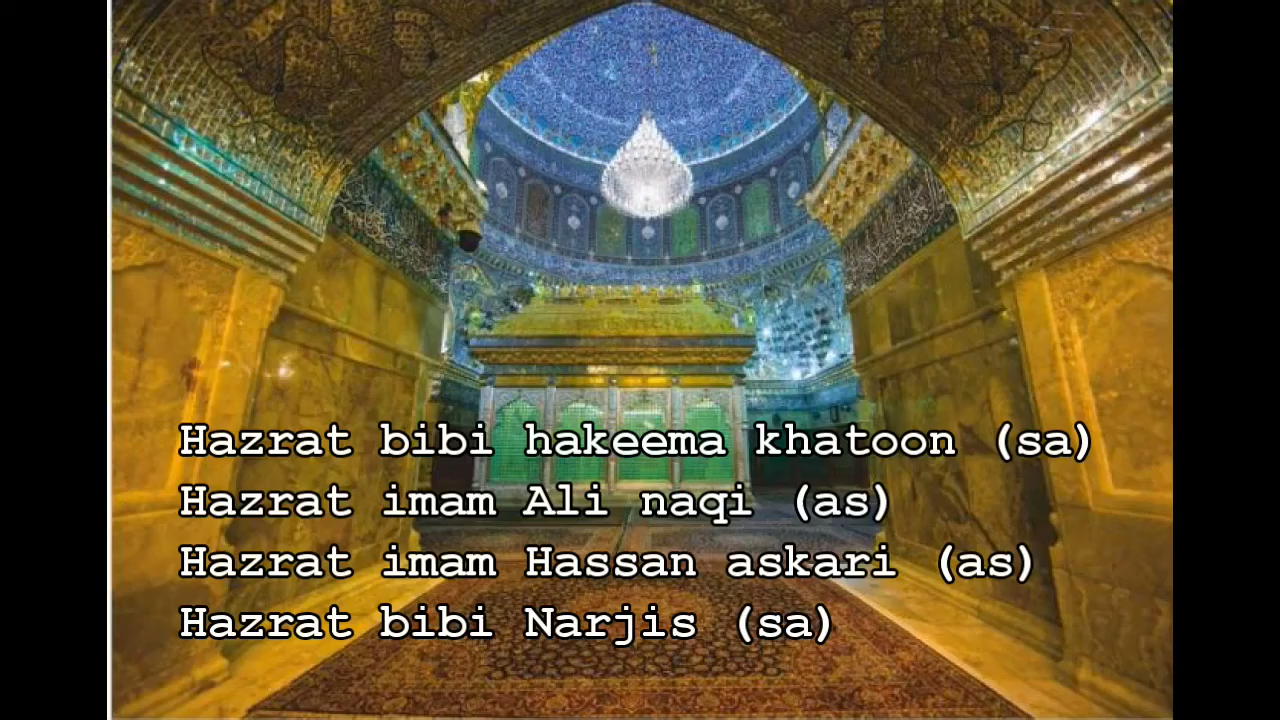 Hazrat bibi hakeema khatoon (sa)
Hazrat imam Ali naqi (as)
Hazrat imam Hassan askari (as)
Hazrat bibi Narjis (sa)